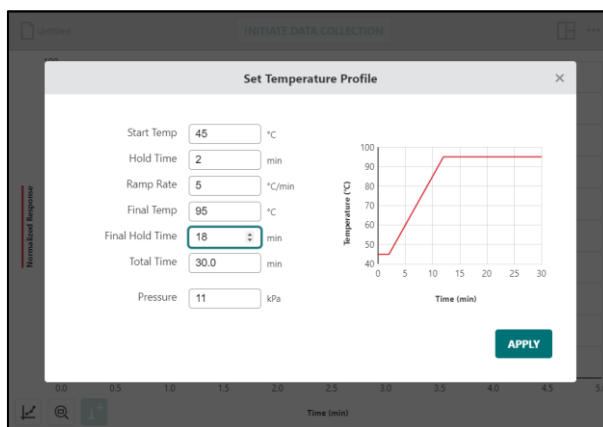 Untitled
INITIATE DATA COLLECTION
Set Temperature Profile
Start Temp 45 °C
Hold Time 2 min
Ramp Rate 5 °C/min
Final Temp 95 °C
Final Hold Time 18 min
Total Time 30.0 min
Pressure 11 kPa
Temperature (°C)
100
90
80
70
60
50
40
0 5 10 15 20 25 30
Time (min)
APPLY
Normalized Response
0.0 0.5 1.0 1.5 2.0 2.5 3.0 3.5 4.0 4.5 5.0
Time (min)